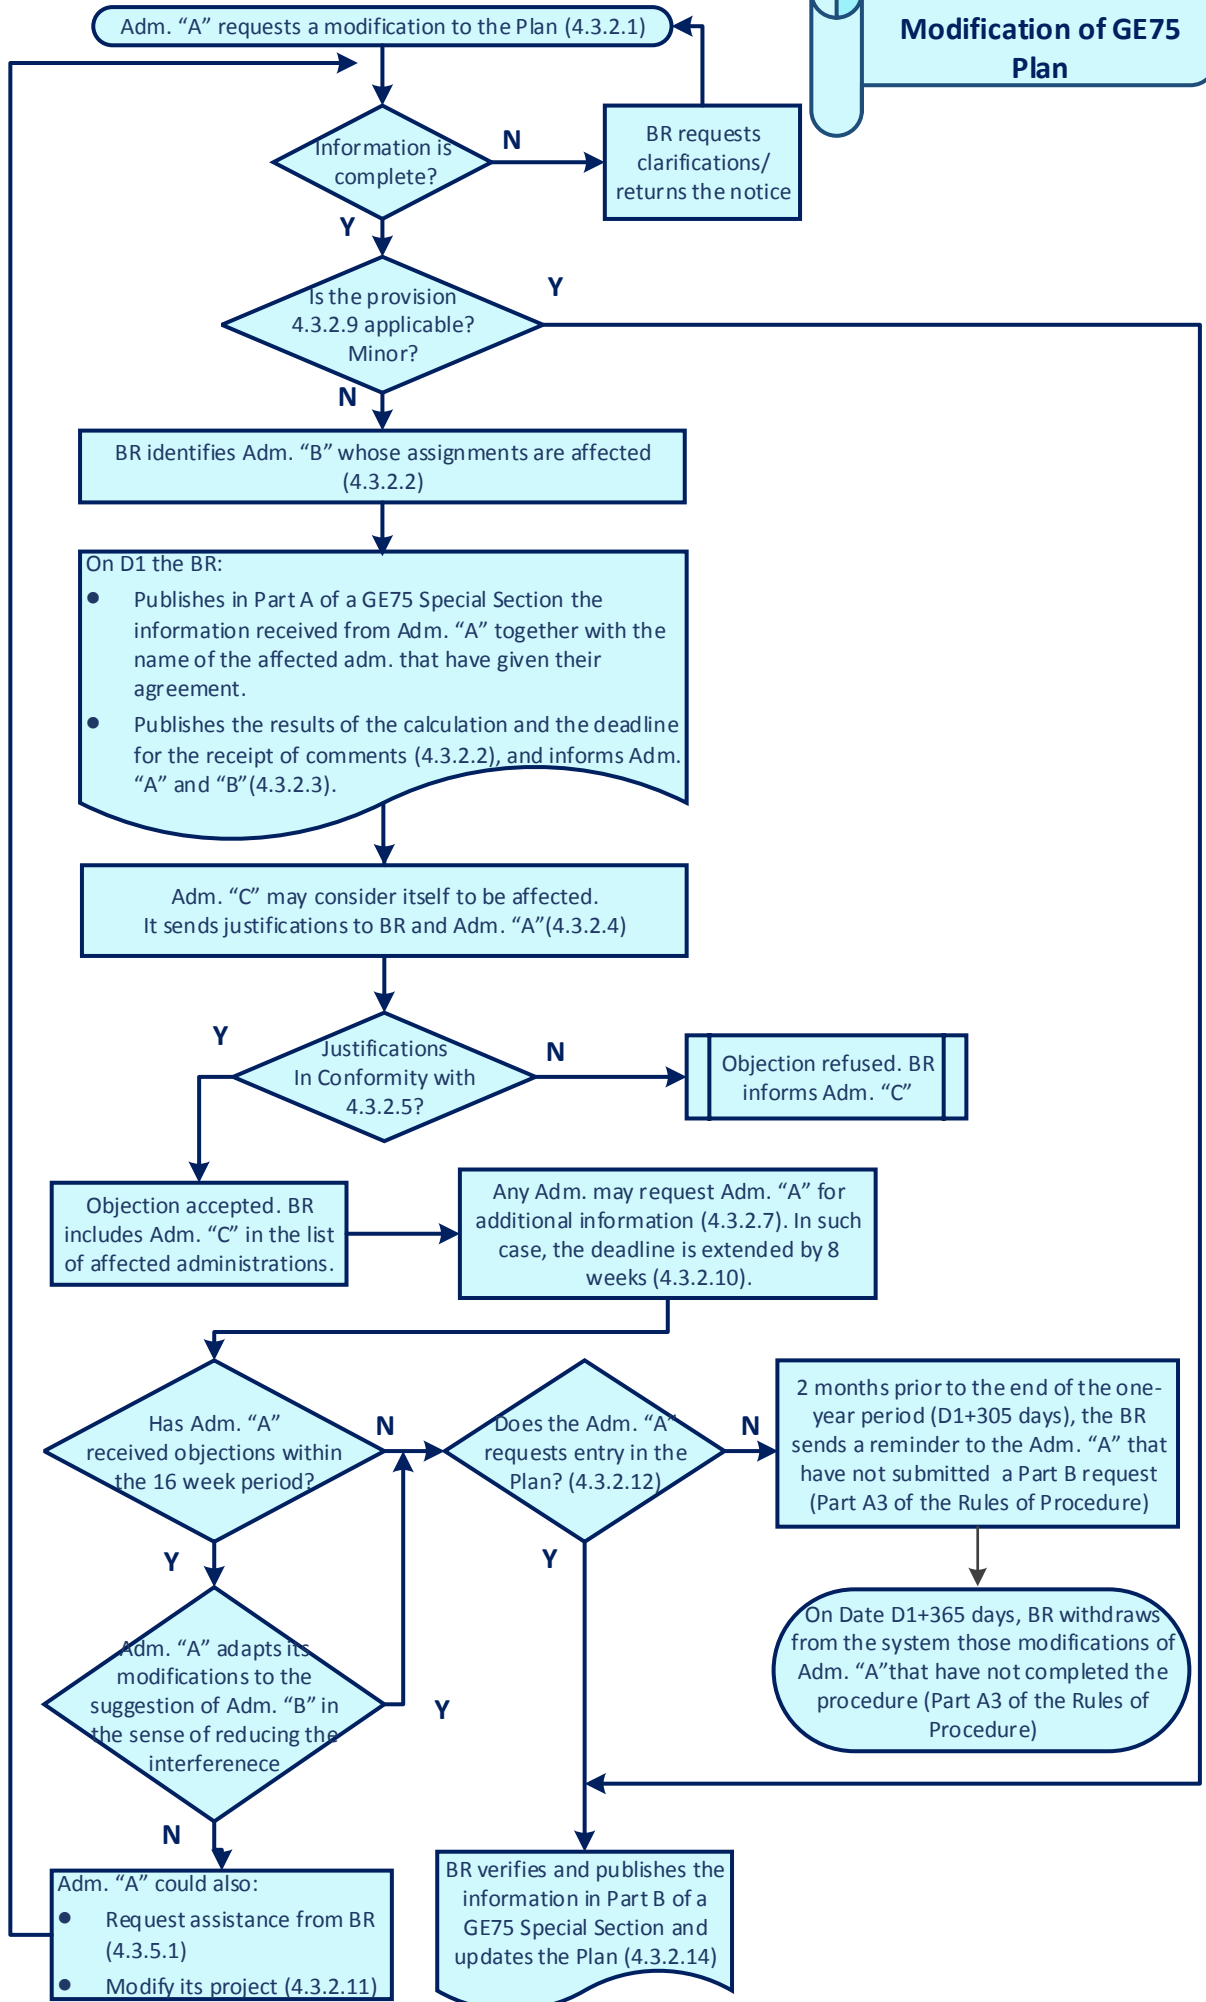 Modification of GE75
Plan
Adm. “A” requests a modification to the Plan (4.3.2.1)
Information is
complete?
N
BR requests
clarifications/
returns the notice
Y
Is the provision
4.3.2.9 applicable?
Minor?
Y
N
BR identifies Adm. “B” whose assignments are affected
(4.3.2.2)
On D1 the BR:
● Publishes in Part A of a GE75 Special Section the
information received from Adm. “A” together with the
name of the affected adm. that have given their
agreement.
● Publishes the results of the calculation and the deadline
for the receipt of comments (4.3.2.2), and informs Adm.
“A” and “B”(4.3.2.3).
Adm. “C” may consider itself to be affected.
It sends justifications to BR and Adm. “A”(4.3.2.4)
Y
Justifications
In Conformity with
4.3.2.5?
N
Objection refused. BR
informs Adm. “C”
Objection accepted. BR
includes Adm. “C” in the list
of affected administrations.
Any Adm. may request Adm. “A” for
additional information (4.3.2.7). In such
case, the deadline is extended by 8
weeks (4.3.2.10).
Has Adm. “A”
received objections within
the 16 week period?
N
Does the Adm. “A”
requests entry in the
Plan? (4.3.2.12)
N
2 months prior to the end of the one-
year period (D1+305 days), the BR
sends a reminder to the Adm. “A” that
have not submitted a Part B request
(Part A3 of the Rules of Procedure)
Y
Y
On Date D1+365 days, BR withdraws
from the system those modifications of
Adm. “A”that have not completed the
procedure (Part A3 of the Rules of
Procedure)
Adm. “A” adapts its
modifications to the
suggestion of Adm. “B” in
the sense of reducing the
interferenece
Y
N
Adm. “A” could also:
● Request assistance from BR
(4.3.5.1)
● Modify its project (4.3.2.11)
BR verifies and publishes the
information in Part B of a
GE75 Special Section and
updates the Plan (4.3.2.14)